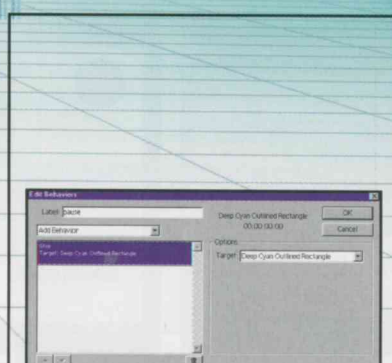 Edit Behaviors
Label: pause
Deep Cyan Outlined Rectangle
OK
Add Behavior
00:00:00:00
Cancel
Stop
Target: Deep Cyan Outlined Rectangle
Options
Target: Deep Cyan Outlined Rectangle